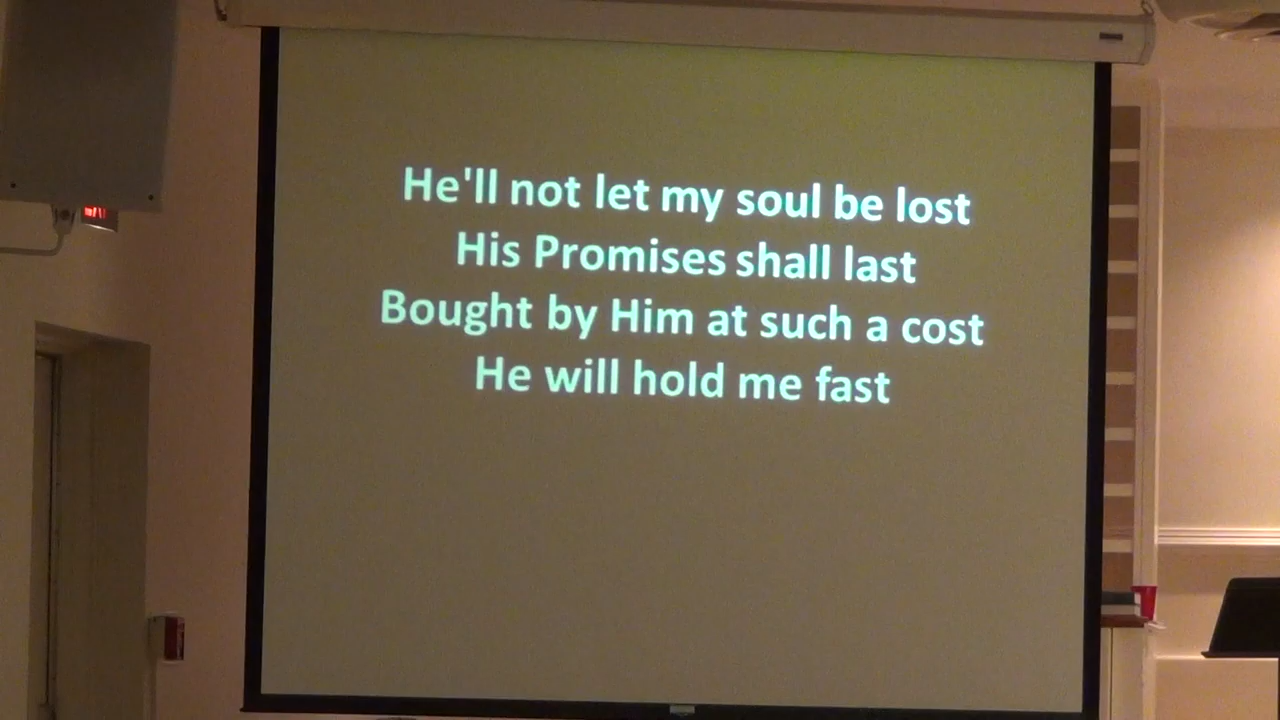 He'll not let my soul be lost
His Promises shall last
Bought by Him at such a cost
He will hold me fast